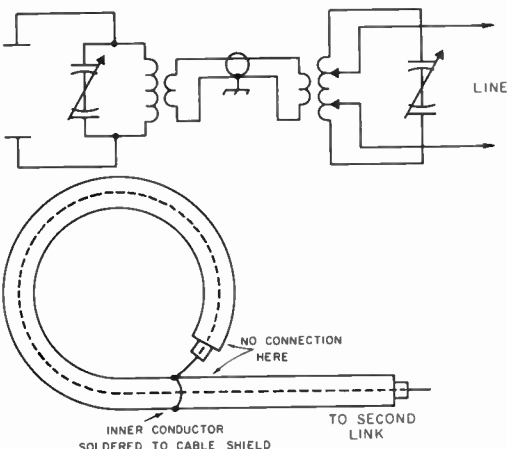 LINE
NO CONNECTION
HERE
TO SECOND
LINK
INNER CONDUCTOR
SOLDERED TO CABLE SHIELD